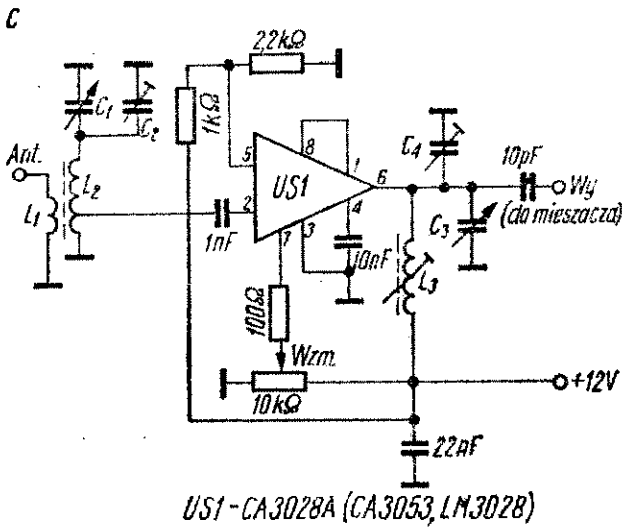 C
2,2kΩ
1kΩ
C1
C2
Ant.
L1
L2
1nF
5
8
US1
1
6
2
4
7
3
10nF
C4
10pF
Wy
(do mieszacza)
C3
L3
100Ω
Wzm.
10kΩ
+12V
22nF
US1-CA3028A (CA3053, LM3028)